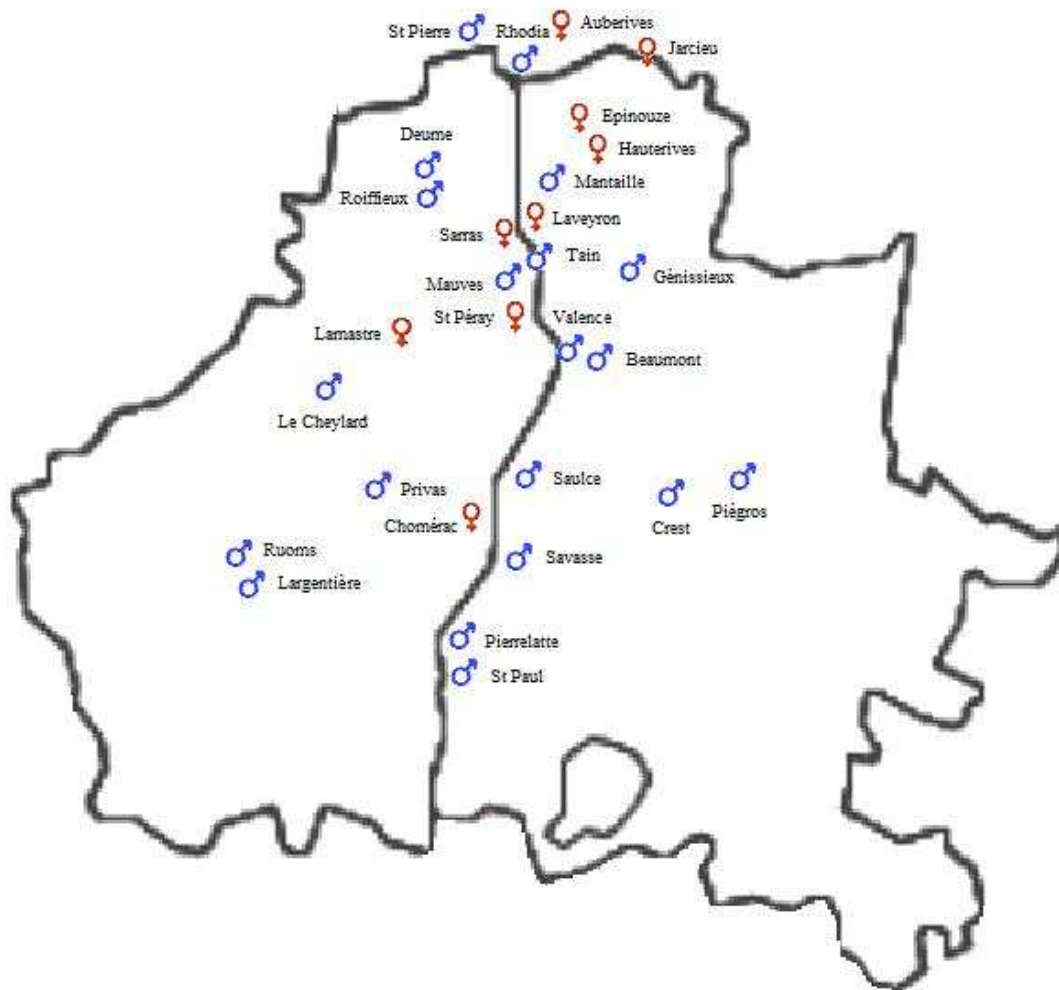 Auberives
St Pierre
Rhodia
Jarcieu
Epinouze
Deume
Hauterives
Mantaille
Roiffieux
Laveyron
Sarras
Tain
Génissieux
Mauves
St Péray
Valence
Lamastre
Beaumont
Le Cheylard
Saulce
Privas
Piégros
Chomérac
Crest
Ruoms
Savasse
Largentière
Pierrelatte
St Paul